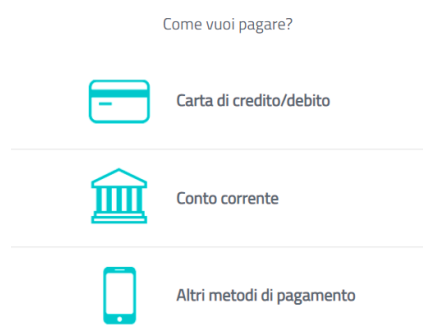 Come vuoi pagare?
Carta di credito/debito
Conto corrente
Altri metodi di pagamento